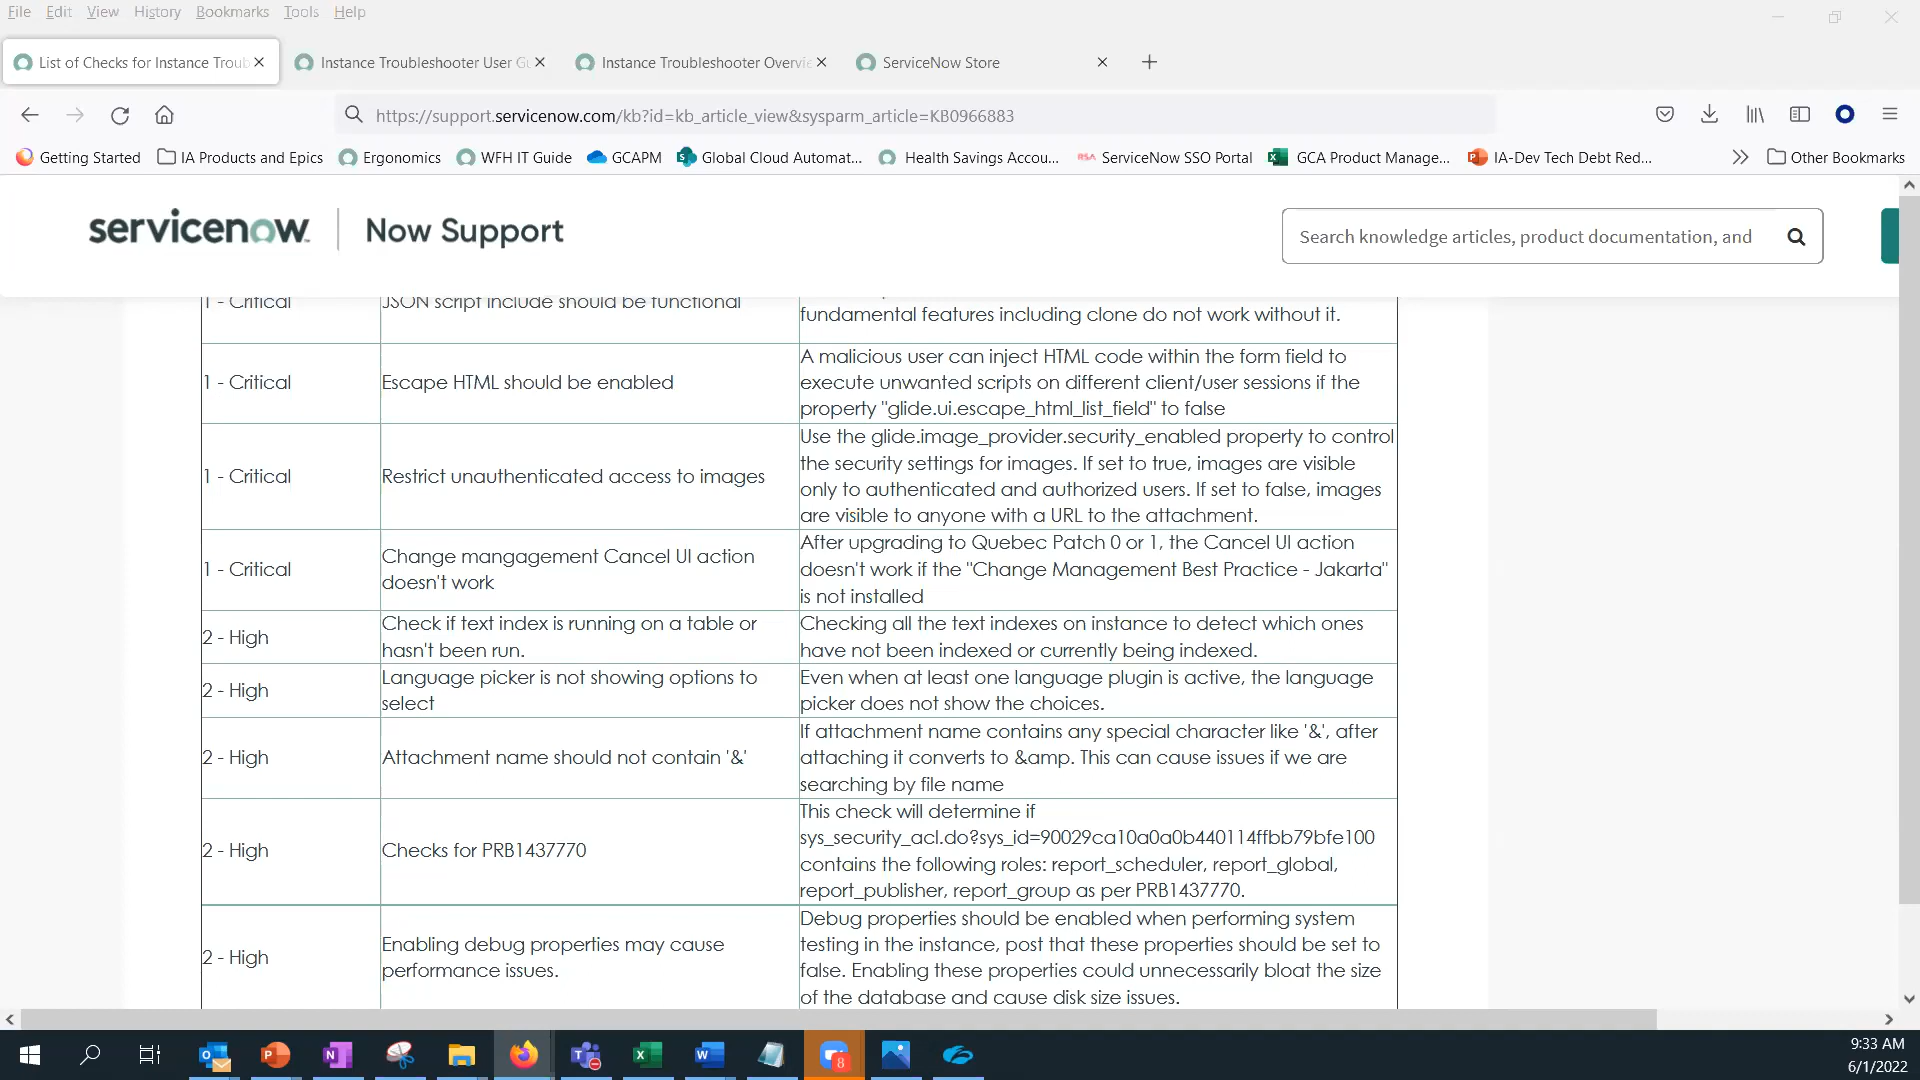 File Edit View History Bookmarks Tools Help
List of Checks for Instance Troub
Instance Troubleshooter User Gu
Instance Troubleshooter Overvie
ServiceNow Store
https://support.servicenow.com/kb?id=kb_article_view&sysparm_article=KB0966883
Getting Started IA Products and Epics Ergonomics WFH IT Guide GCAPM Global Cloud Automat... Health Savings Accou... RSA ServiceNow SSO Portal GCA Product Manage... IA-Dev Tech Debt Red... Other Bookmarks
servicenow Now Support
Search knowledge articles, product documentation, and
1 - Critical
JSON script include should be functional
fundamental features including clone do not work without it.
1 - Critical
Escape HTML should be enabled
A malicious user can inject HTML code within the form field to
execute unwanted scripts on different client/user sessions if the
property "glide.ui.escape_html_list_field" to false
1 - Critical
Restrict unauthenticated access to images
Use the glide.image_provider.security_enabled property to control
the security settings for images. If set to true, images are visible
only to authenticated and authorized users. If set to false, images
are visible to anyone with a URL to the attachment.
1 - Critical
Change mangagement Cancel UI action
doesn't work
After upgrading to Quebec Patch 0 or 1, the Cancel UI action
doesn't work if the "Change Management Best Practice - Jakarta"
is not installed
2 - High
Check if text index is running on a table or
hasn't been run.
Checking all the text indexes on instance to detect which ones
have not been indexed or currently being indexed.
2 - High
Language picker is not showing options to
select
Even when at least one language plugin is active, the language
picker does not show the choices.
2 - High
Attachment name should not contain '&'
If attachment name contains any special character like '&', after
attaching it converts to &amp. This can cause issues if we are
searching by file name
2 - High
Checks for PRB1437770
This check will determine if
sys_security_acl.do?sys_id=90029ca10a0a0b440114ffbb79bfe100
contains the following roles: report_scheduler, report_global,
report_publisher, report_group as per PRB1437770.
2 - High
Enabling debug properties may cause
performance issues.
Debug properties should be enabled when performing system
testing in the instance, post that these properties should be set to
false. Enabling these properties could unnecessarily bloat the size
of the database and cause disk size issues.
8
9:33 AM
6/1/2022